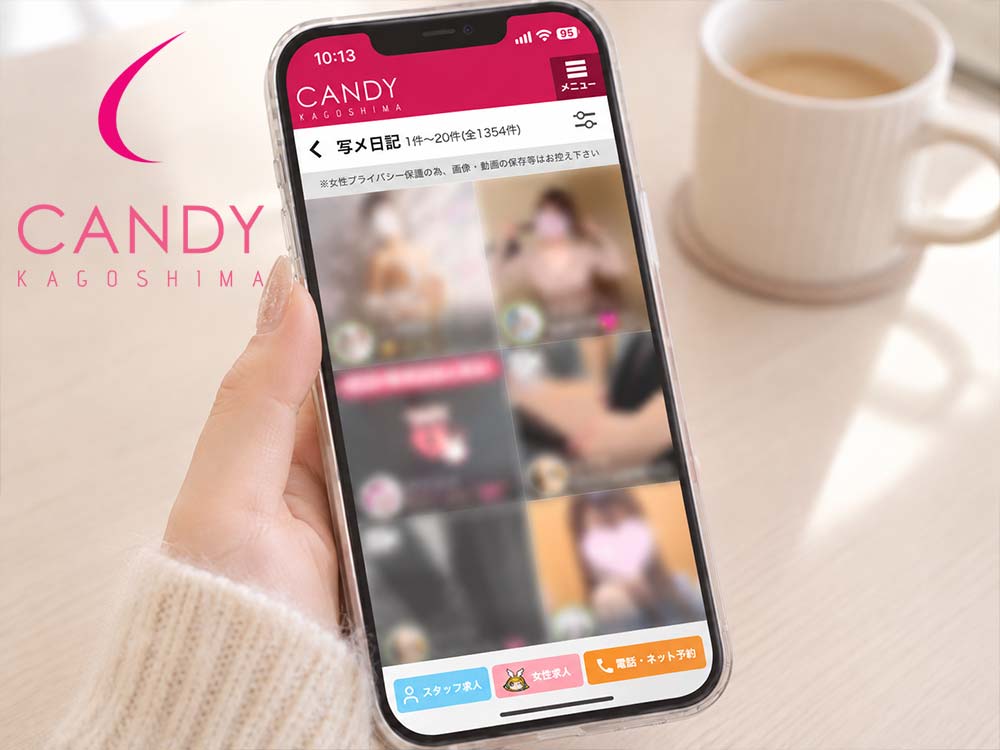 CANDY
KAGOSHIMA
10:13
95
CANDY
KAGOSHIMA
メニュー
写メ日記 1件～20件(全1354件)
※女性プライバシー保護の為、画像・動画の保存等はお控え下さい
スタッフ求人
女性求人
電話・ネット予約